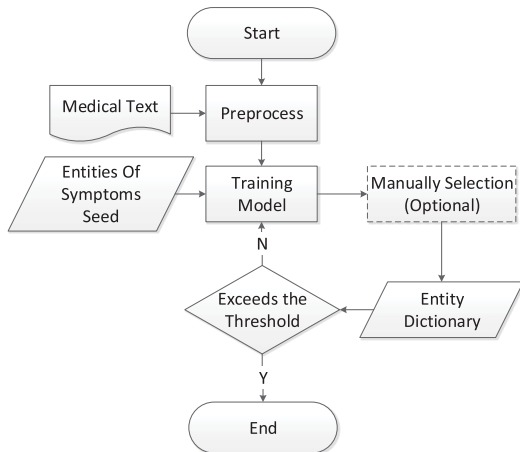 Start
Medical Text
Preprocess
Entities Of
Symptoms
Seed
Training
Model
Manually Selection
(Optional)
N
Exceeds the
Threshold
Entity
Dictionary
Y
End